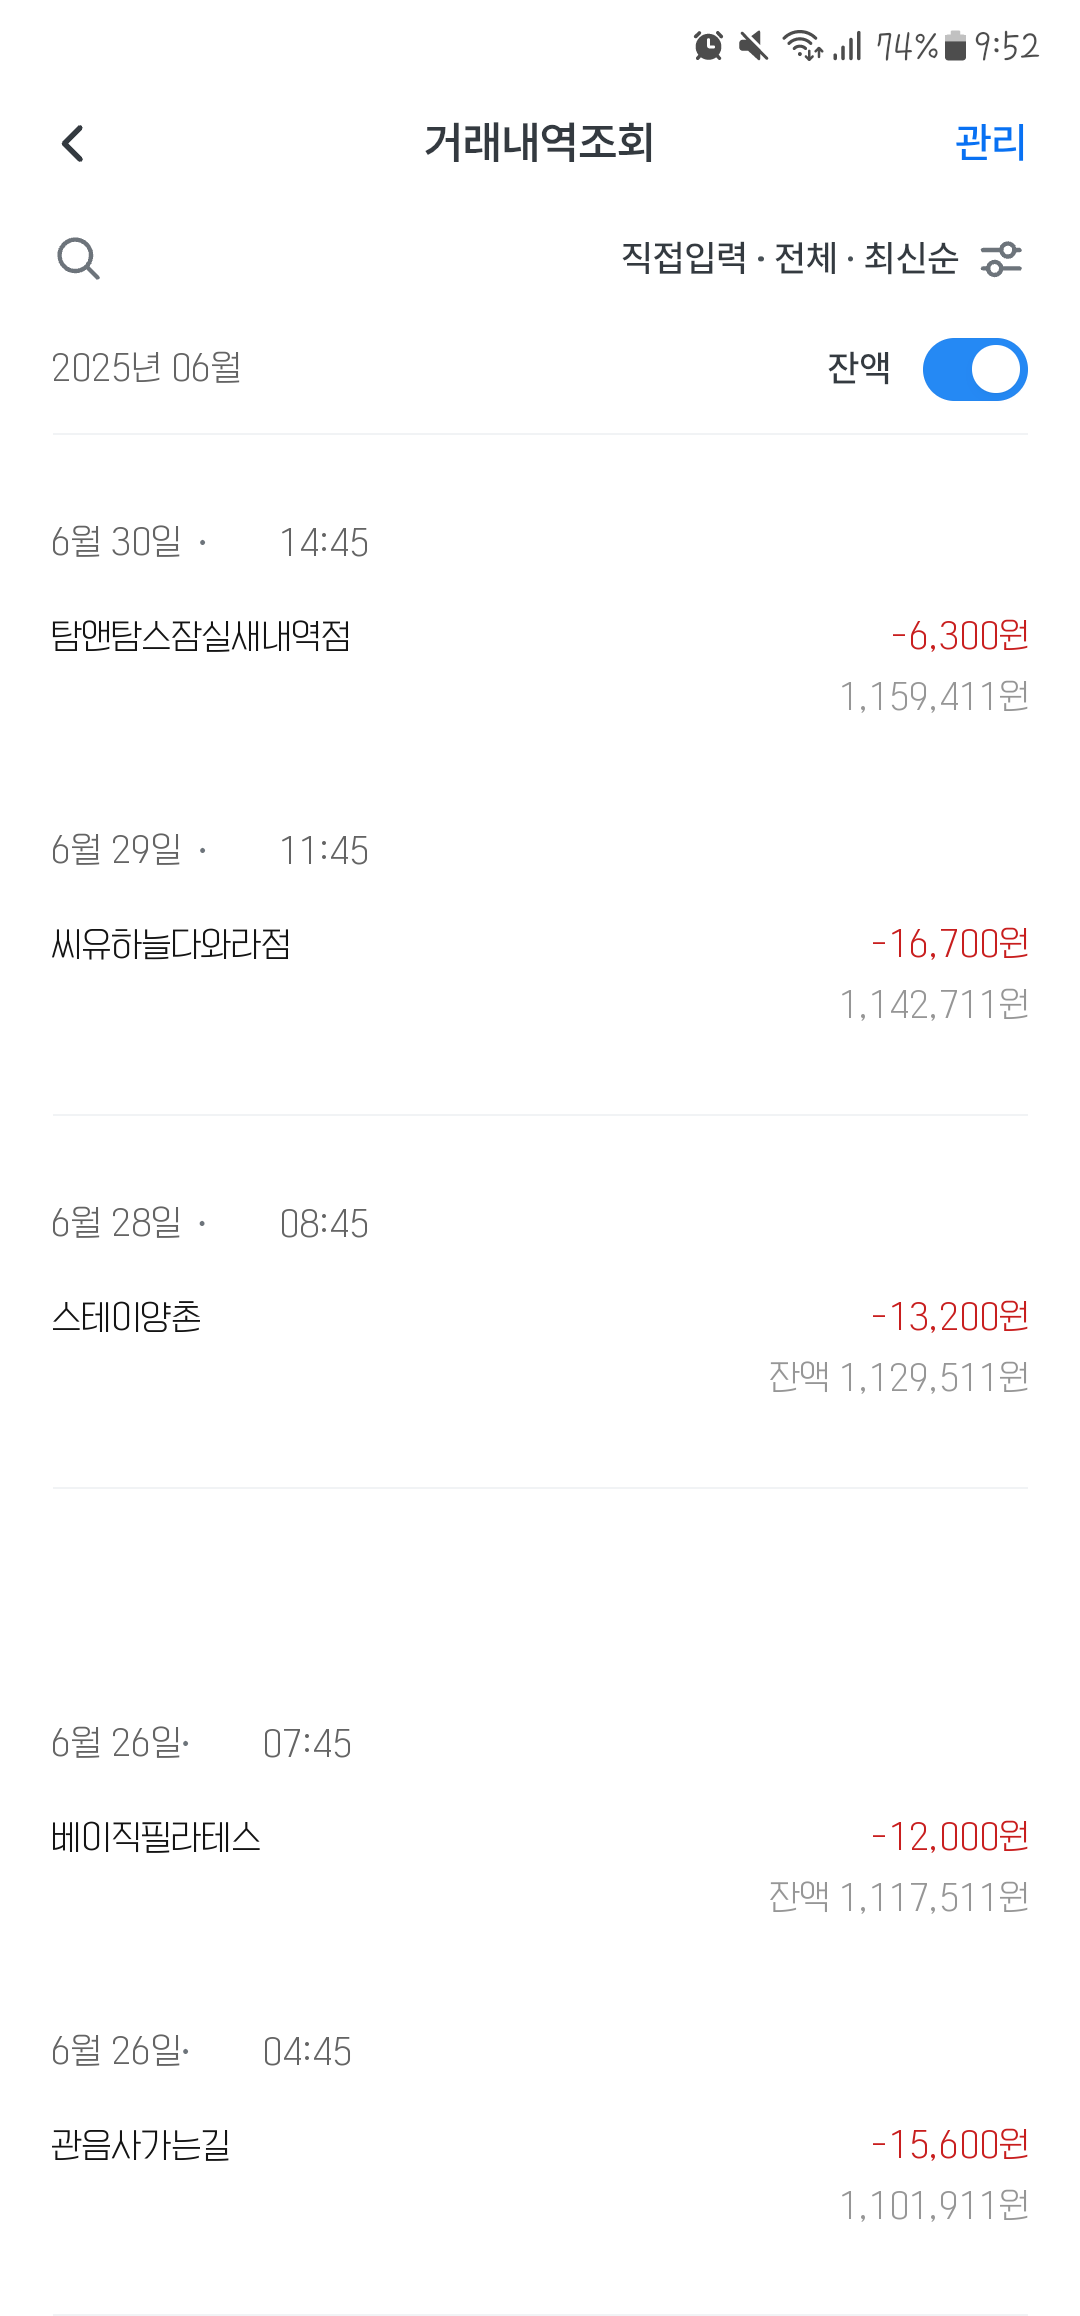 74% 9:52
거래내역조회 관리
직접입력 · 전체 · 최신순
2025년 06월 잔액
6월 30일 · 14:45
탐앤탐스잠실새내역점 -6,300원
1,159,411원
6월 29일 · 11:45
씨유하늘다와라점 -16,700원
1,142,711원
6월 28일 · 08:45
스테이양촌 -13,200원
잔액 1,129,511원
6월 26일· 07:45
베이직필라테스 -12,000원
잔액 1,117,511원
6월 26일· 04:45
관음사가는길 -15,600원
1,101,911원